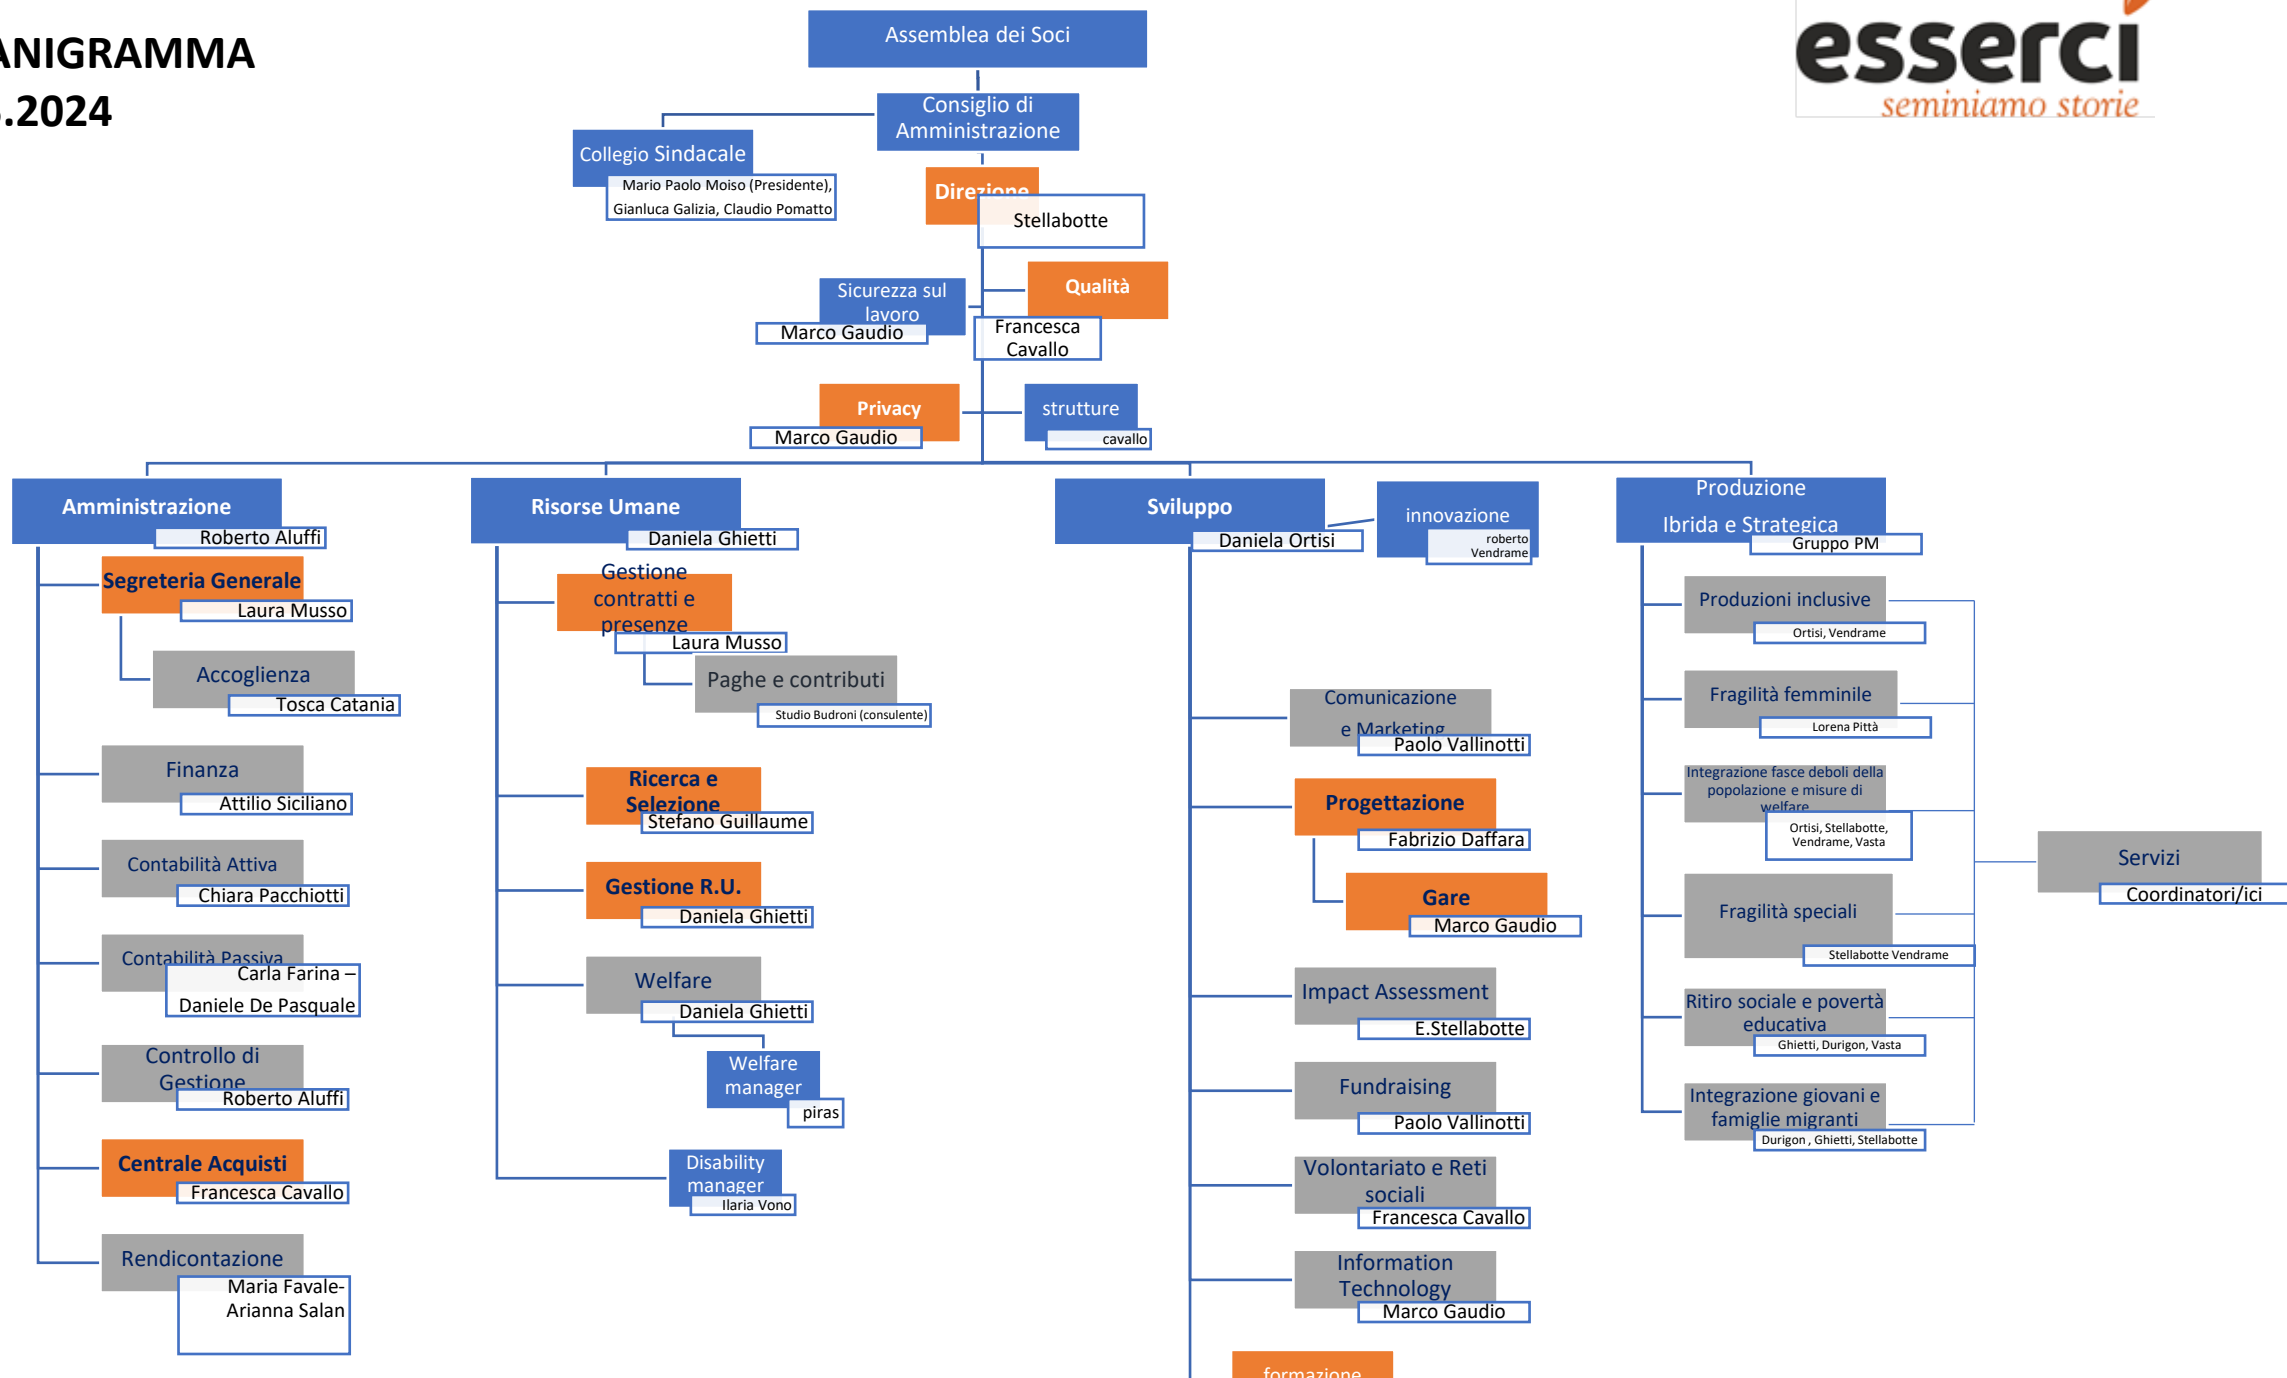 ANIGRAMMA
.2024
esserci
seminiamo storie
Assemblea dei Soci
Consiglio di
Amministrazione
Collegio Sindacale
Mario Paolo Moiso (Presidente),
Gianluca Galizia, Claudio Pomatto
Direzione
Stellabotte
Sicurezza sul
lavoro
Marco Gaudio
Qualità
Francesca
Cavallo
Privacy
Marco Gaudio
strutture
cavallo
Amministrazione
Roberto Aluffi
Segreteria Generale
Laura Musso
Accoglienza
Tosca Catania
Finanza
Attilio Siciliano
Contabilità Attiva
Chiara Pacchiotti
Contabilità Passiva
Carla Farina –
Daniele De Pasquale
Controllo di
Gestione
Roberto Aluffi
Centrale Acquisti
Francesca Cavallo
Rendicontazione
Maria Favale-
Arianna Salan
Risorse Umane
Daniela Ghietti
Gestione
contratti e
presenze
Laura Musso
Paghe e contributi
Studio Budroni (consulente)
Ricerca e
Selezione
Stefano Guillaume
Gestione R.U.
Daniela Ghietti
Welfare
Daniela Ghietti
Welfare
manager
piras
Disability
manager
Ilaria Vono
Sviluppo
Daniela Ortisi
innovazione
roberto
Vendrame
Comunicazione
e Marketing
Paolo Vallinotti
Progettazione
Fabrizio Daffara
Gare
Marco Gaudio
Impact Assessment
E.Stellabotte
Fundraising
Paolo Vallinotti
Volontariato e Reti
sociali
Francesca Cavallo
Information
Technology
Marco Gaudio
formazione
Produzione
Ibrida e Strategica
Gruppo PM
Produzioni inclusive
Ortisi, Vendrame
Fragilità femminile
Lorena Pittà
Integrazione fasce deboli della
popolazione e misure di
welfare
Ortisi, Stellabotte,
Vendrame, Vasta
Fragilità speciali
Stellabotte Vendrame
Ritiro sociale e povertà
educativa
Ghietti, Durigon, Vasta
Integrazione giovani e
famiglie migranti
Durigon , Ghietti, Stellabotte
Servizi
Coordinatori/ici